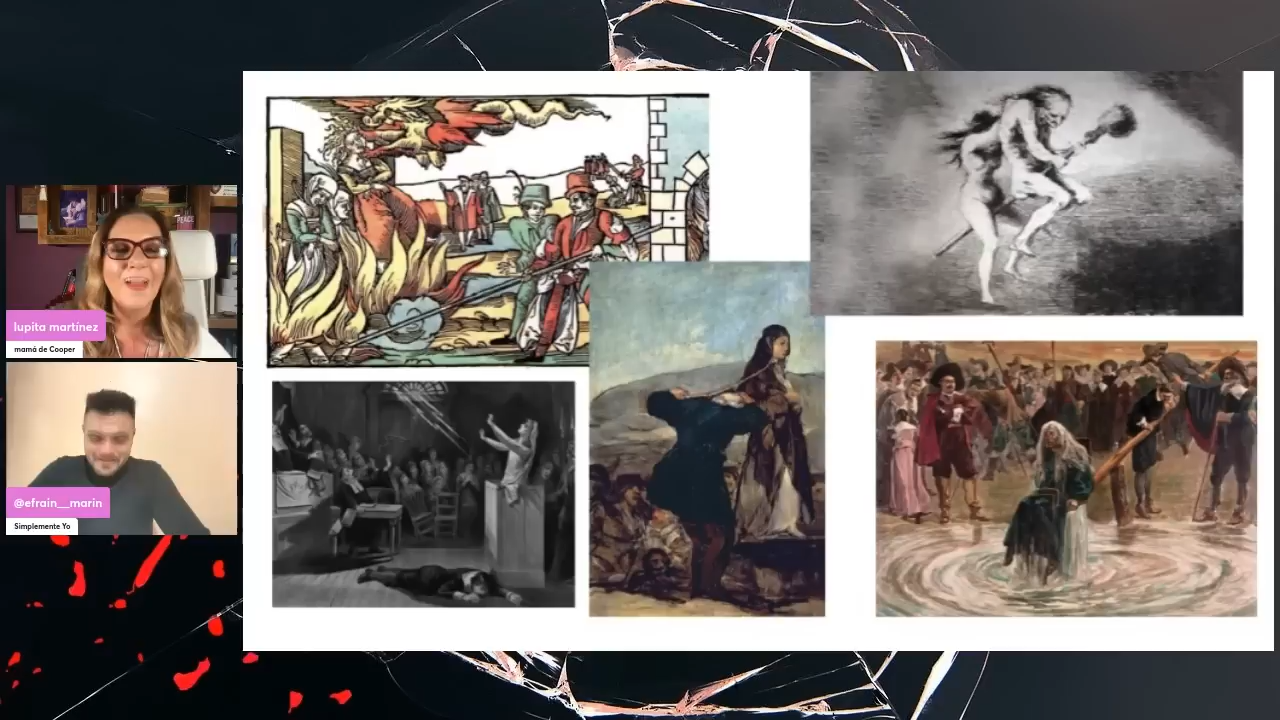 PEACE
lupita martínez
mamá de Cooper
@efrain__marin
Simplemente Yo